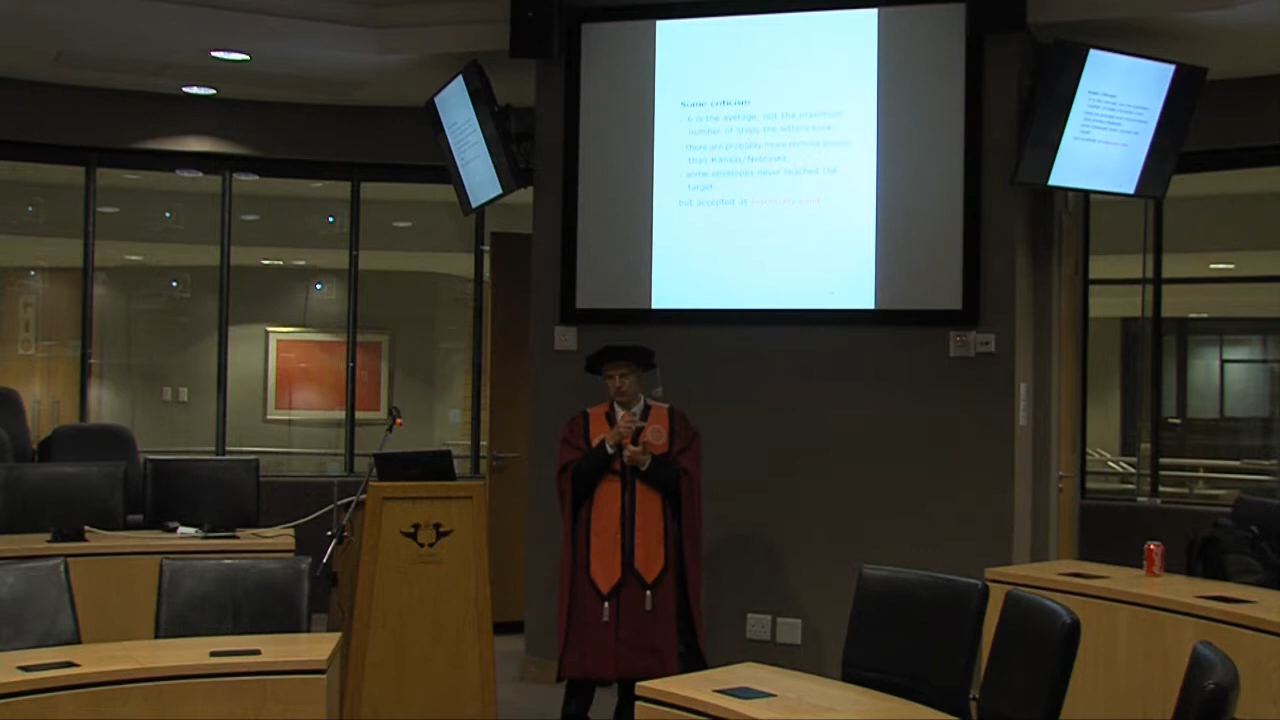 Some criticism
6 is the average, not the maximum
number of steps the letters took
- there are probably more remote places
than Kansas/Nebraska
- some envelopes never reached the
target
but accepted as